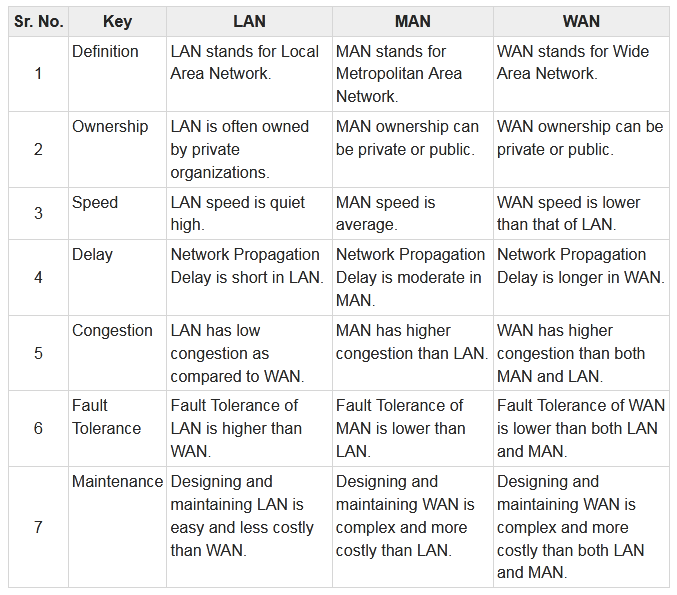 Sr. No. Key LAN MAN WAN
1 Definition LAN stands for Local Area Network. MAN stands for Metropolitan Area Network. WAN stands for Wide Area Network.
2 Ownership LAN is often owned by private organizations. MAN ownership can be private or public. WAN ownership can be private or public.
3 Speed LAN speed is quiet high. MAN speed is average. WAN speed is lower than that of LAN.
4 Delay Network Propagation Delay is short in LAN. Network Propagation Delay is moderate in MAN. Network Propagation Delay is longer in WAN.
5 Congestion LAN has low congestion as compared to WAN. MAN has higher congestion than LAN. WAN has higher congestion than both MAN and LAN.
6 Fault Tolerance Fault Tolerance of LAN is higher than WAN. Fault Tolerance of MAN is lower than LAN. Fault Tolerance of WAN is lower than both LAN and MAN.
7 Maintenance Designing and maintaining LAN is easy and less costly than WAN. Designing and maintaining WAN is complex and more costly than LAN. Designing and maintaining WAN is complex and more costly than both LAN and MAN.